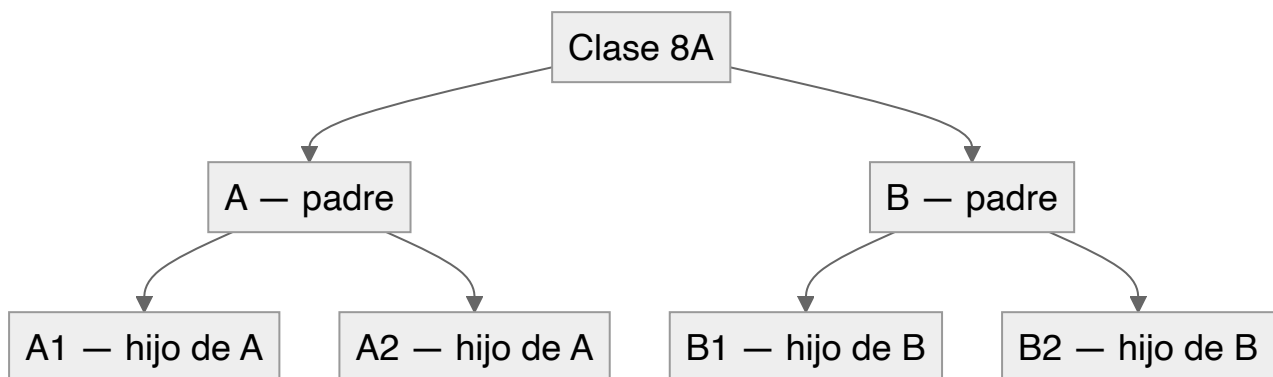 Clase 8A
A — padre
B — padre
A1 — hijo de A
A2 — hijo de A
B1 — hijo de B
B2 — hijo de B